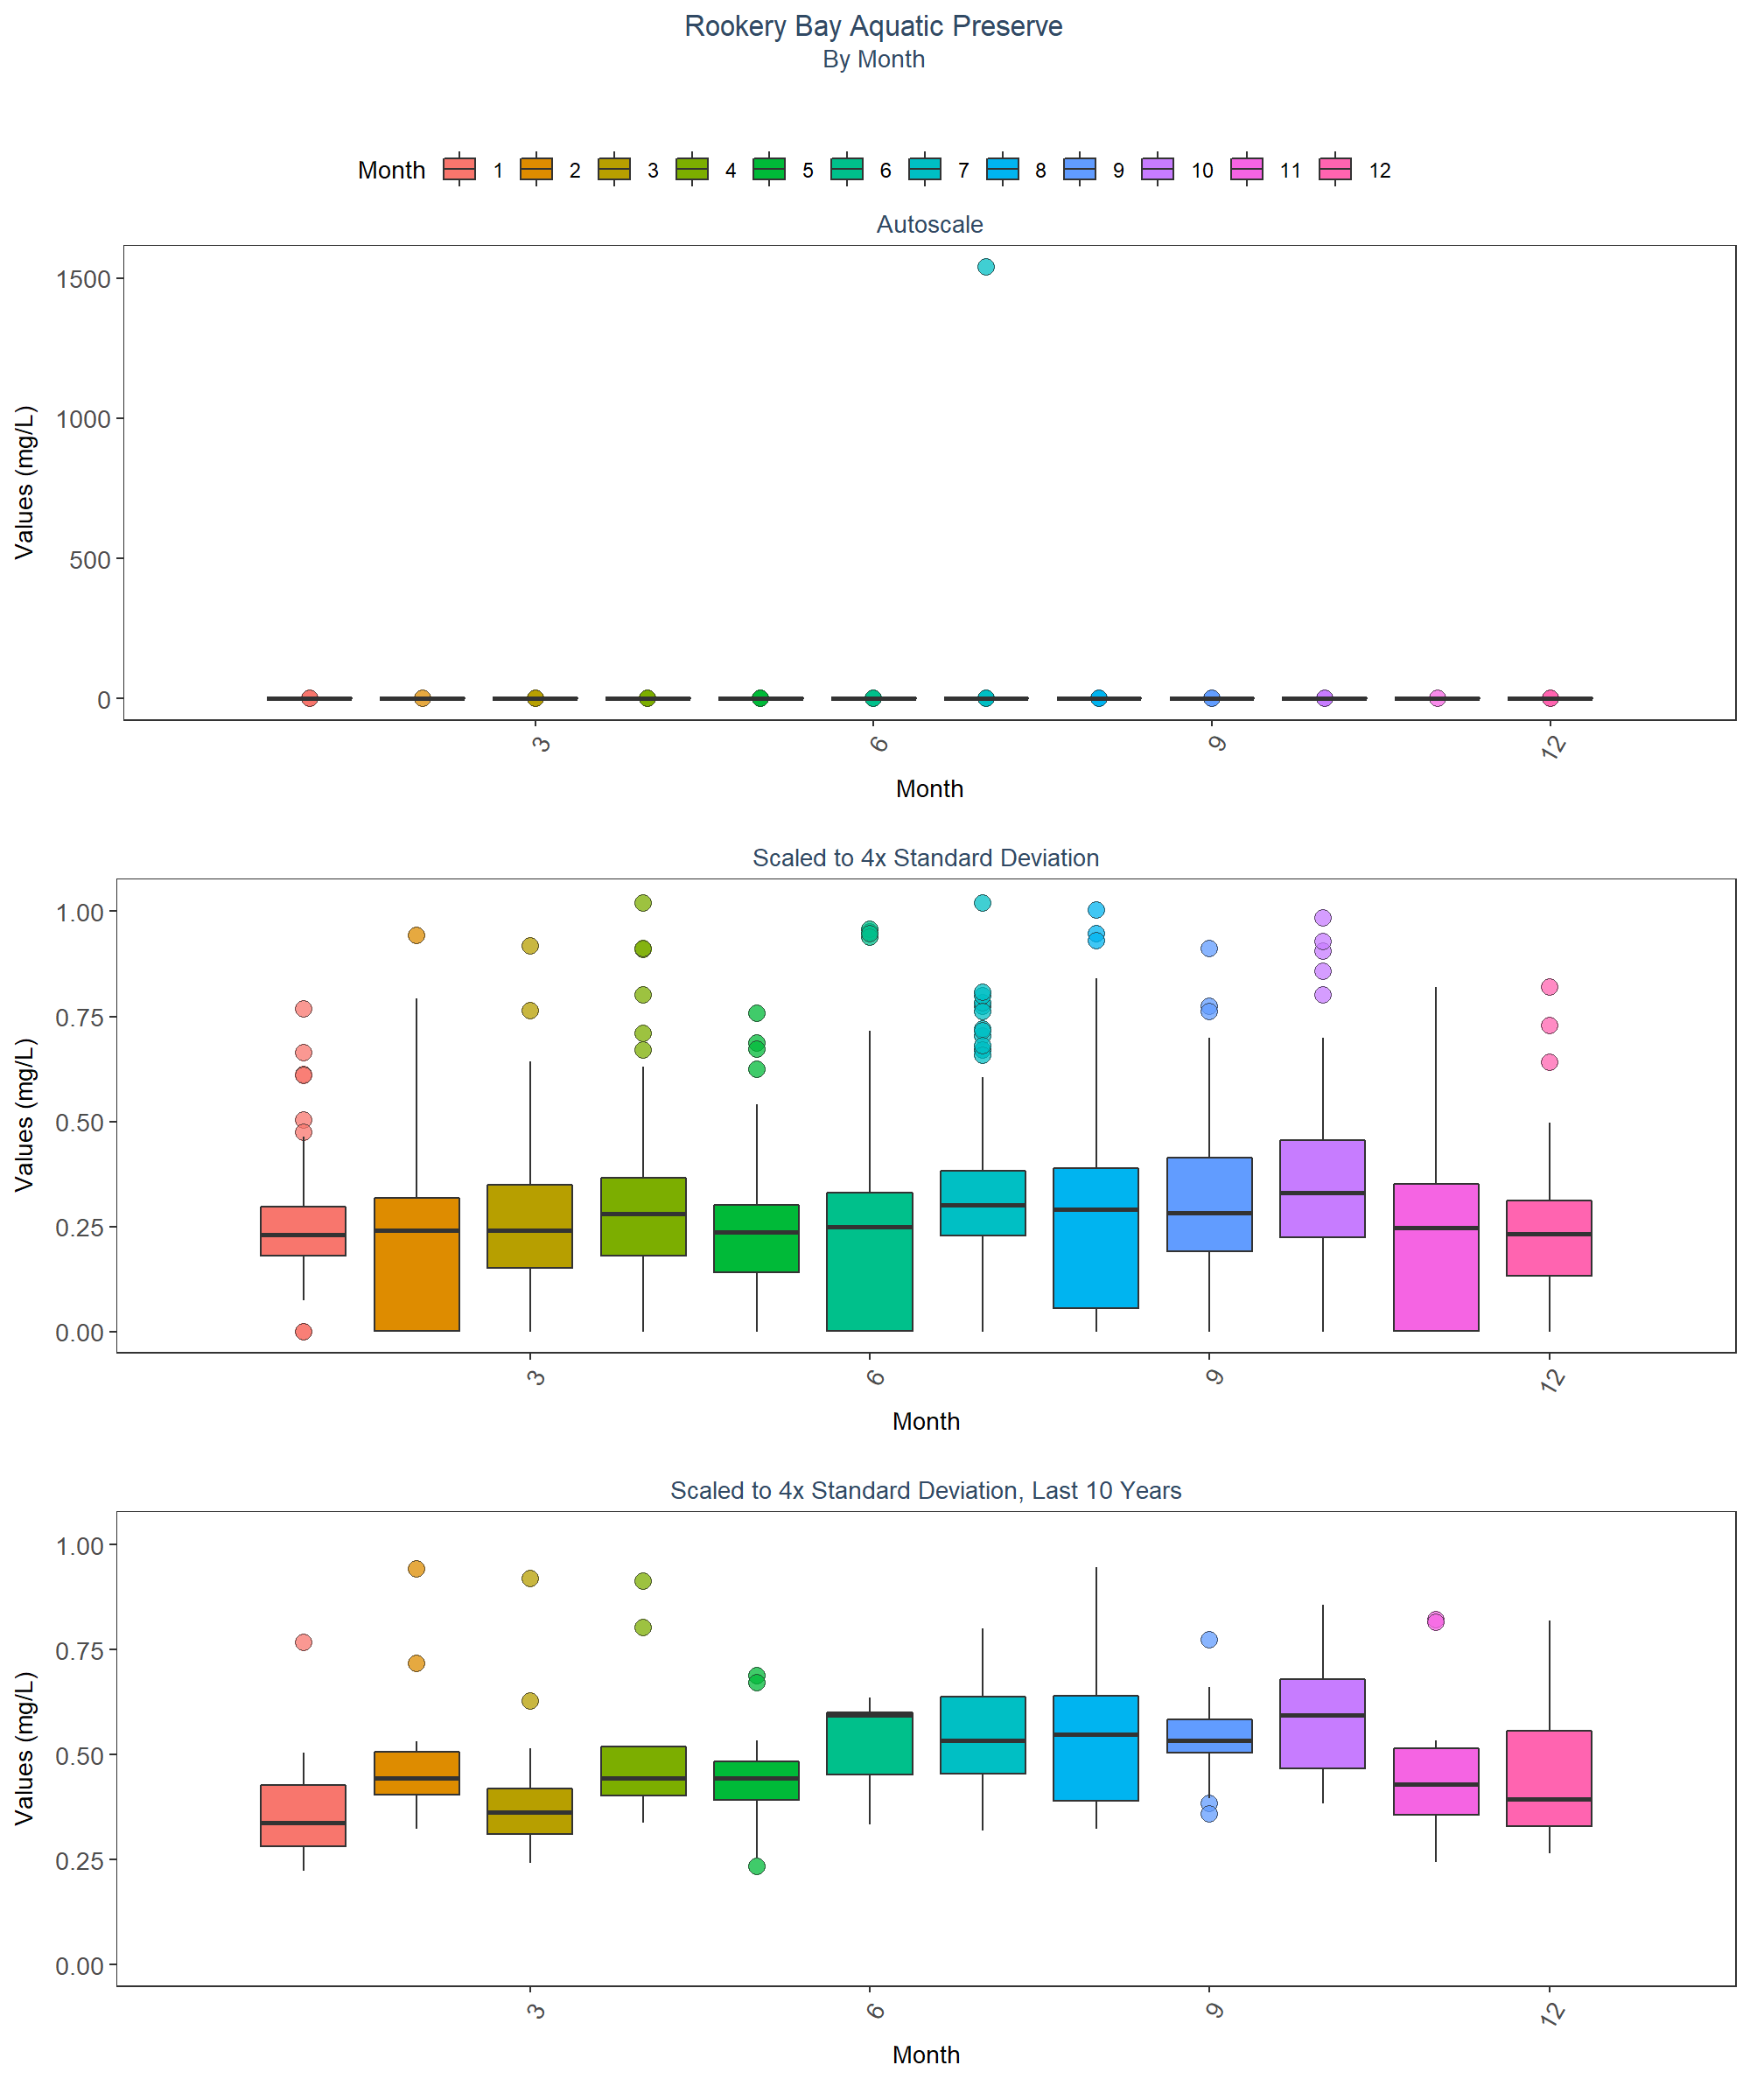 Rookery Bay Aquatic Preserve
By Month
Month 1 2 3 4 5 6 7 8 9 10 11 12
Autoscale
Values (mg/L)
1500
1000
500
0
3 6 9 12
Month
Scaled to 4x Standard Deviation
Values (mg/L)
1.00
0.75
0.50
0.25
0.00
3 6 9 12
Month
Scaled to 4x Standard Deviation, Last 10 Years
Values (mg/L)
1.00
0.75
0.50
0.25
0.00
3 6 9 12
Month